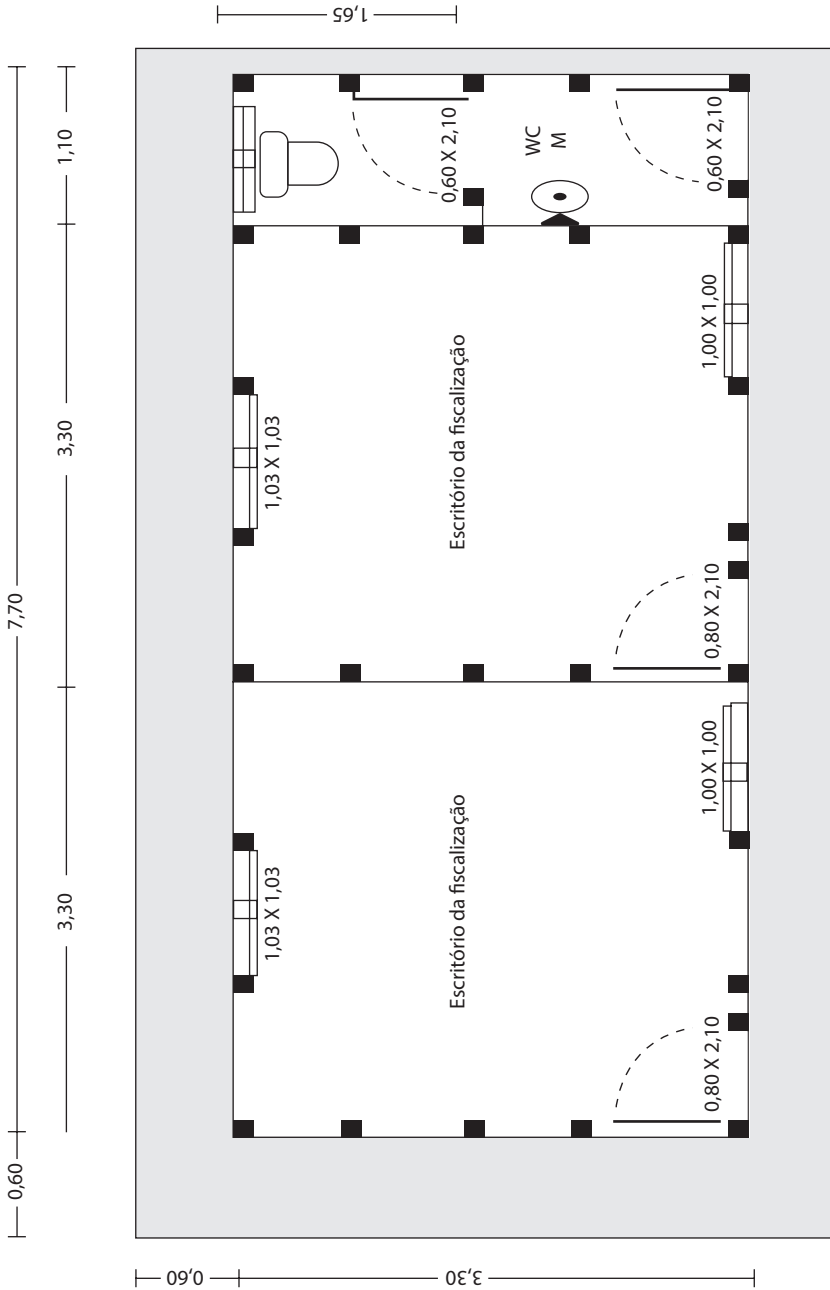 1,65
7,70
0,60
1,10
3,30
3,30
0,60 X 2,10
WC
M
0,60 X 2,10
1,03 X 1,03
Escritório da fiscalização
1,00 X 1,00
0,80 X 2,10
1,03 X 1,03
Escritório da fiscalização
1,00 X 1,00
0,80 X 2,10
0,60
3,30